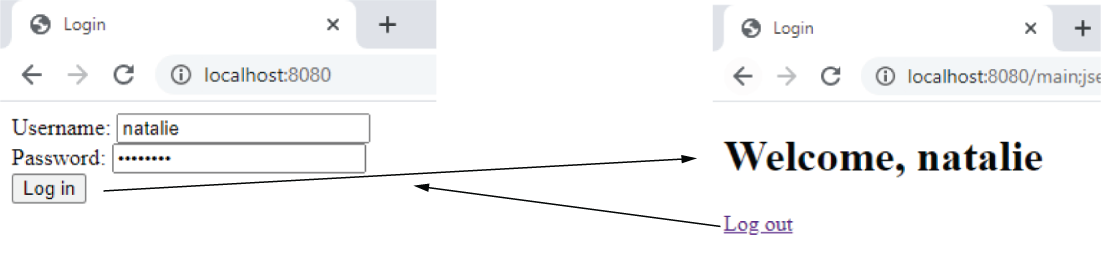 Login
localhost:8080
Username: natalie
Password: ••••••••
Log in
Login
localhost:8080/main;jse
Welcome, natalie
Log out